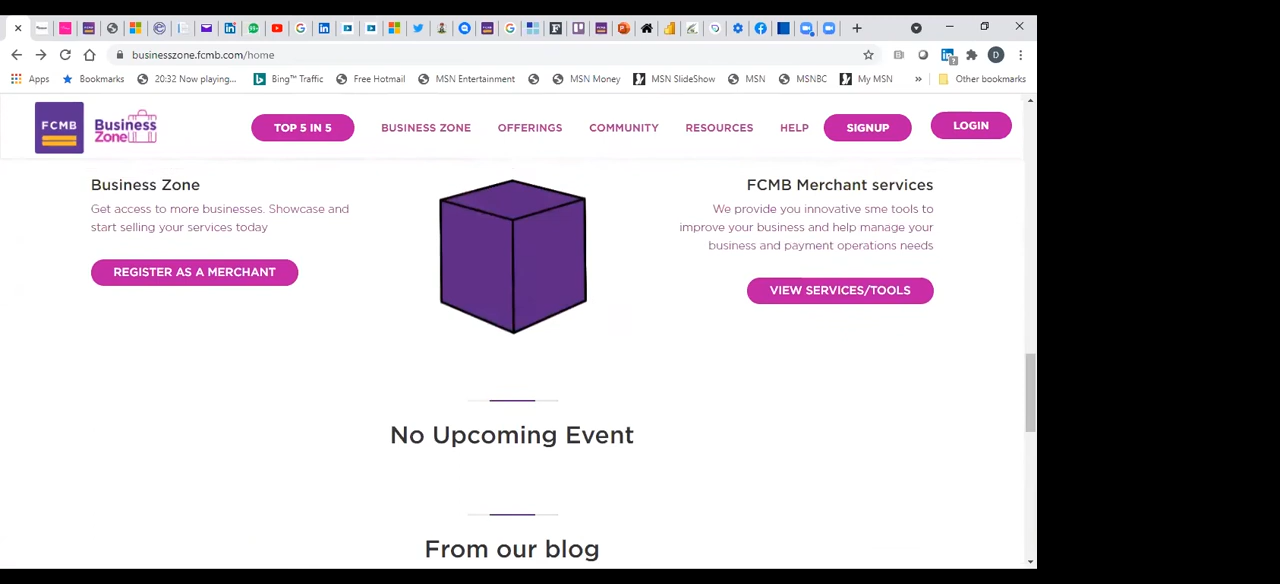 businesszone.fcmb.com/home
Apps Bookmarks 20:32 Now playing... Bing™ Traffic Free Hotmail MSN Entertainment MSN Money MSN SlideShow MSN MSNBC My MSN » Other bookmarks
FCMB Business Zone TOP 5 IN 5 BUSINESS ZONE OFFERINGS COMMUNITY RESOURCES HELP SIGNUP LOGIN
Business Zone
Get access to more businesses. Showcase and
start selling your services today
REGISTER AS A MERCHANT
FCMB Merchant services
We provide you innovative sme tools to
improve your business and help manage your
business and payment operations needs
VIEW SERVICES/TOOLS
No Upcoming Event
From our blog